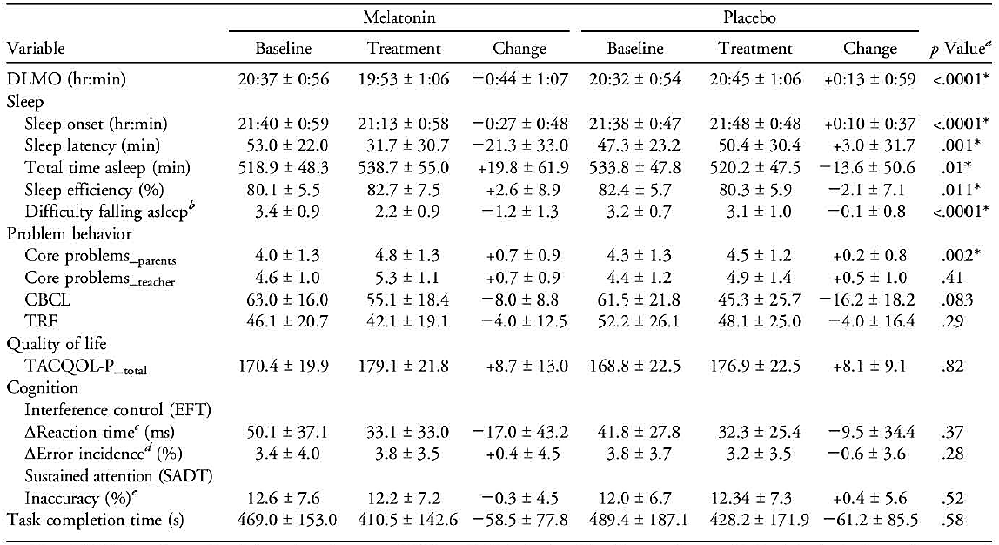 Melatonin Placebo
Variable Baseline Treatment Change Baseline Treatment Change p Valueᵃ
DLMO (hr:min) 20:37 ± 0:56 19:53 ± 1:06 −0:44 ± 1:07 20:32 ± 0:54 20:45 ± 1:06 +0:13 ± 0:59 <.0001*
Sleep
Sleep onset (hr:min) 21:40 ± 0:59 21:13 ± 0:58 −0:27 ± 0:48 21:38 ± 0:47 21:48 ± 0:48 +0:10 ± 0:37 <.0001*
Sleep latency (min) 53.0 ± 22.0 31.7 ± 30.7 −21.3 ± 33.0 47.3 ± 23.2 50.4 ± 30.4 +3.0 ± 31.7 .001*
Total time asleep (min) 518.9 ± 48.3 538.7 ± 55.0 +19.8 ± 61.9 533.8 ± 47.8 520.2 ± 47.5 −13.6 ± 50.6 .01*
Sleep efficiency (%) 80.1 ± 5.5 82.7 ± 7.5 +2.6 ± 8.9 82.4 ± 5.7 80.3 ± 5.9 −2.1 ± 7.1 .011*
Difficulty falling asleepᵇ 3.4 ± 0.9 2.2 ± 0.9 −1.2 ± 1.3 3.2 ± 0.7 3.1 ± 1.0 −0.1 ± 0.8 <.0001*
Problem behavior
Core problems_parents 4.0 ± 1.3 4.8 ± 1.3 +0.7 ± 0.9 4.3 ± 1.3 4.5 ± 1.2 +0.2 ± 0.8 .002*
Core problems_teacher 4.6 ± 1.0 5.3 ± 1.1 +0.7 ± 0.9 4.4 ± 1.2 4.9 ± 1.4 +0.5 ± 1.0 .41
CBCL 63.0 ± 16.0 55.1 ± 18.4 −8.0 ± 8.8 61.5 ± 21.8 45.3 ± 25.7 −16.2 ± 18.2 .083
TRF 46.1 ± 20.7 42.1 ± 19.1 −4.0 ± 12.5 52.2 ± 26.1 48.1 ± 25.0 −4.0 ± 16.4 .29
Quality of life
TACQOL-P_total 170.4 ± 19.9 179.1 ± 21.8 +8.7 ± 13.0 168.8 ± 22.5 176.9 ± 22.5 +8.1 ± 9.1 .82
Cognition
Interference control (EFT)
ΔReaction timeᶜ (ms) 50.1 ± 37.1 33.1 ± 33.0 −17.0 ± 43.2 41.8 ± 27.8 32.3 ± 25.4 −9.5 ± 34.4 .37
ΔError incidenceᵈ (%) 3.4 ± 4.0 3.8 ± 3.5 +0.4 ± 4.5 3.8 ± 3.7 3.2 ± 3.5 −0.6 ± 3.6 .28
Sustained attention (SADT)
Inaccuracy (%)ᵉ 12.6 ± 7.6 12.2 ± 7.2 −0.3 ± 4.5 12.0 ± 6.7 12.34 ± 7.3 +0.4 ± 5.6 .52
Task completion time (s) 469.0 ± 153.0 410.5 ± 142.6 −58.5 ± 77.8 489.4 ± 187.1 428.2 ± 171.9 −61.2 ± 85.5 .58